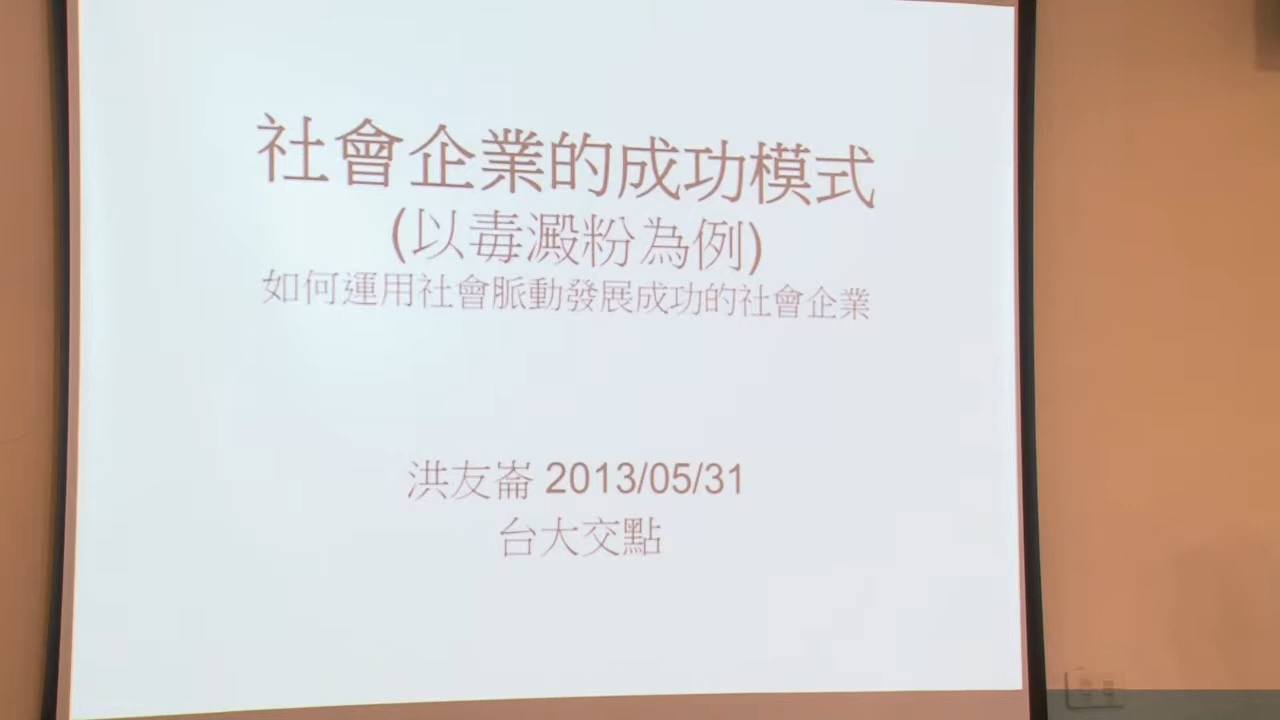 社會企業的成功模式
(以毒澱粉為例)
如何運用社會脈動發展成功的社會企業
洪友崙 2013/05/31
台大交點